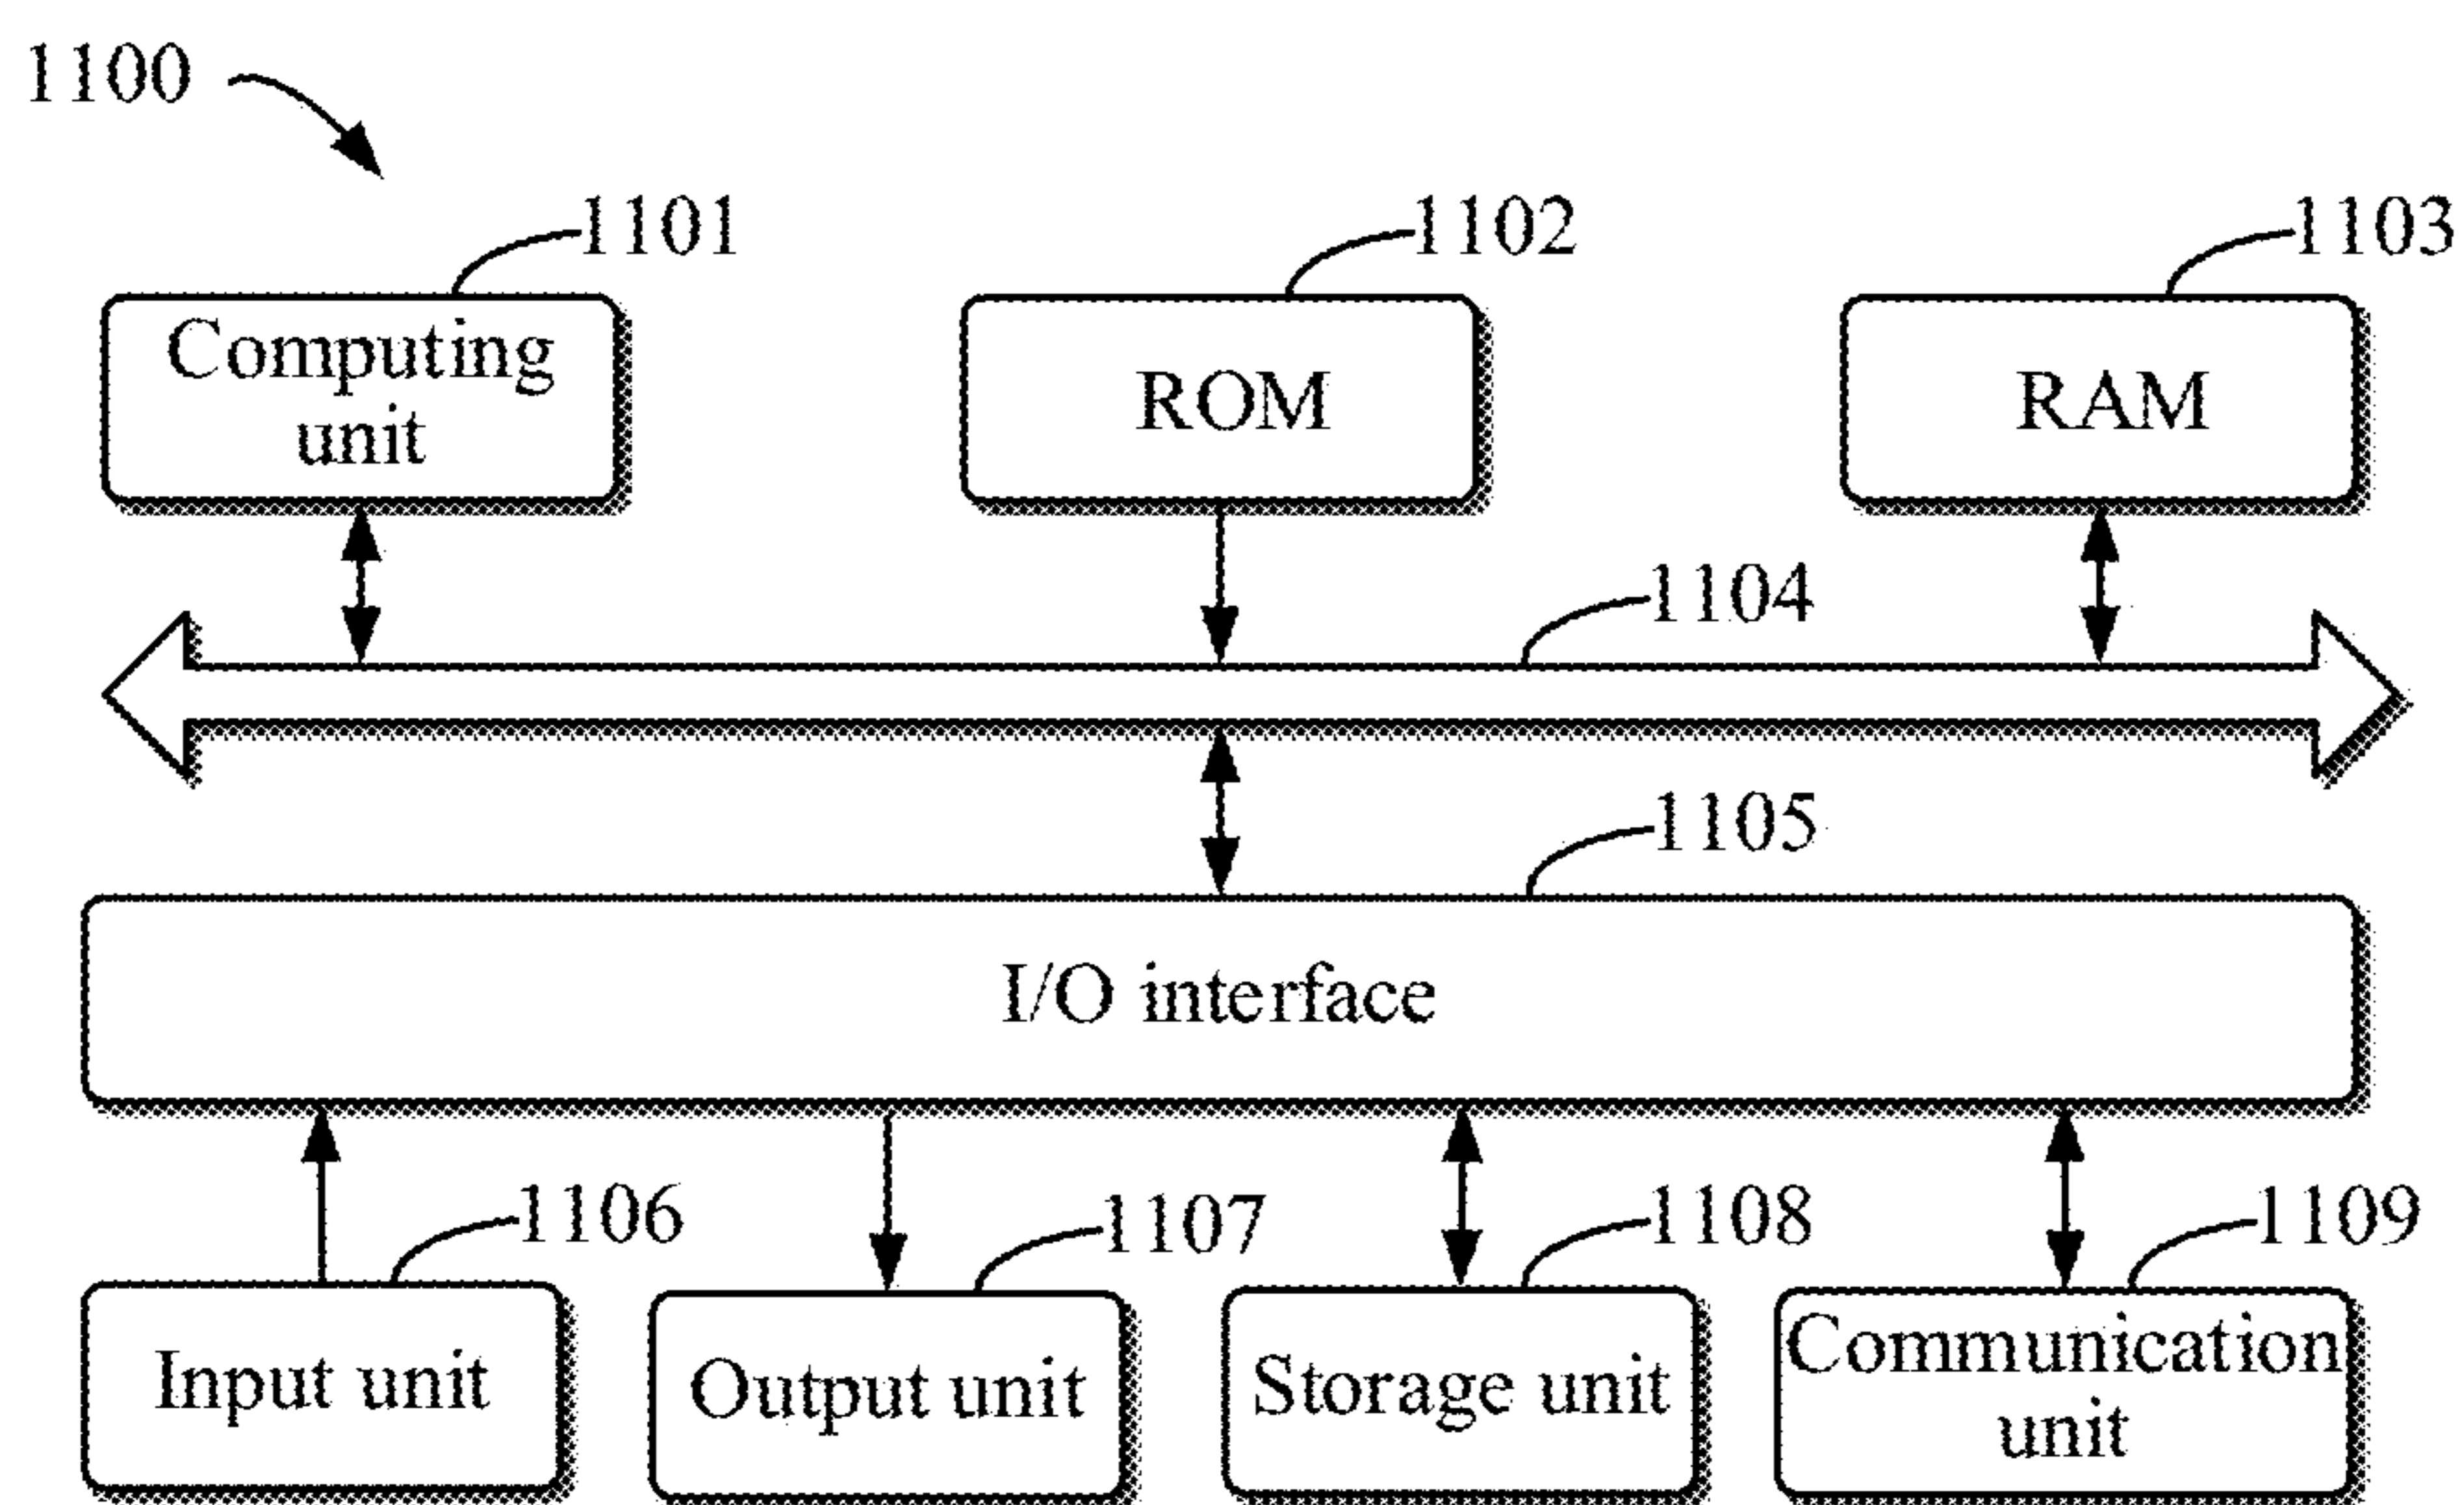 1100
1101
1102
1103
Computing
unit
ROM
RAM
1104
1105
I/O interface
1106
1107
1108
1109
Input unit
Output unit
Storage unit
Communication
unit